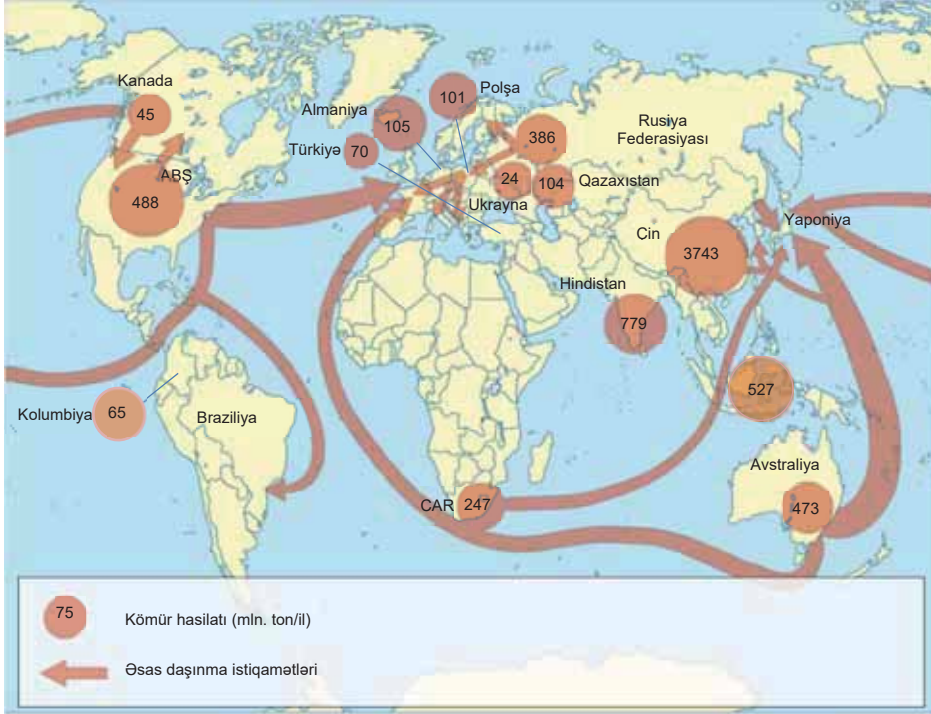 Kanada
45
Almaniya
105
101
Polşa
Türkiyə
70
386
Rusiya
Federasiyası
ABŞ
488
24
Ukrayna
104
Qazaxıstan
Çin
3743
Yaponiya
Hindistan
779
527
Kolumbiya
65
Braziliya
Avstraliya
473
CAR
247
75
Kömür hasilatı (mln. ton/il)
Əsas daşınma istiqamətləri